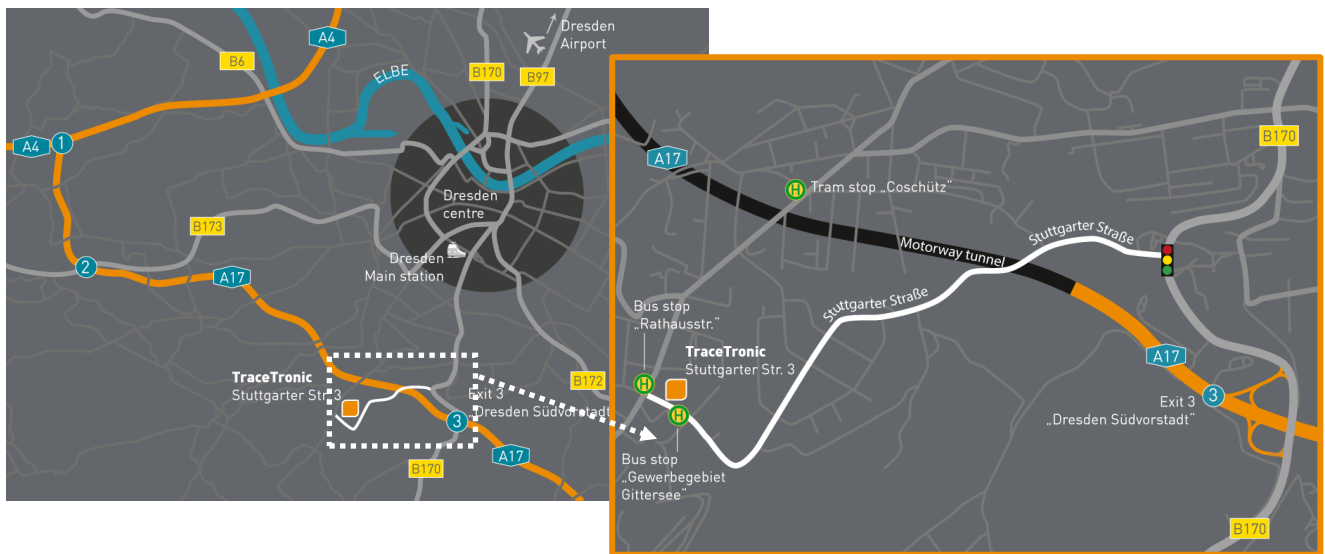 Dresden
Airport
A4
B6
B170
B97
ELBE
A4
1
Dresden
centre
B173
2
Dresden
Main station
A17
TraceTronic
Stuttgarter Str. 3
B172
Exit 3
„Dresden Südvorstadt"
3
B170
A17
B170
A17
H
Tram stop „Coschütz"
Stuttgarter Straße
Motorway tunnel
Stuttgarter Straße
Bus stop
„Rathausstr."
H
TraceTronic
Stuttgarter Str. 3
H
A17
3
Exit 3
„Dresden Südvorstadt"
Bus stop
„Gewerbegebiet
Gittersee"
B170